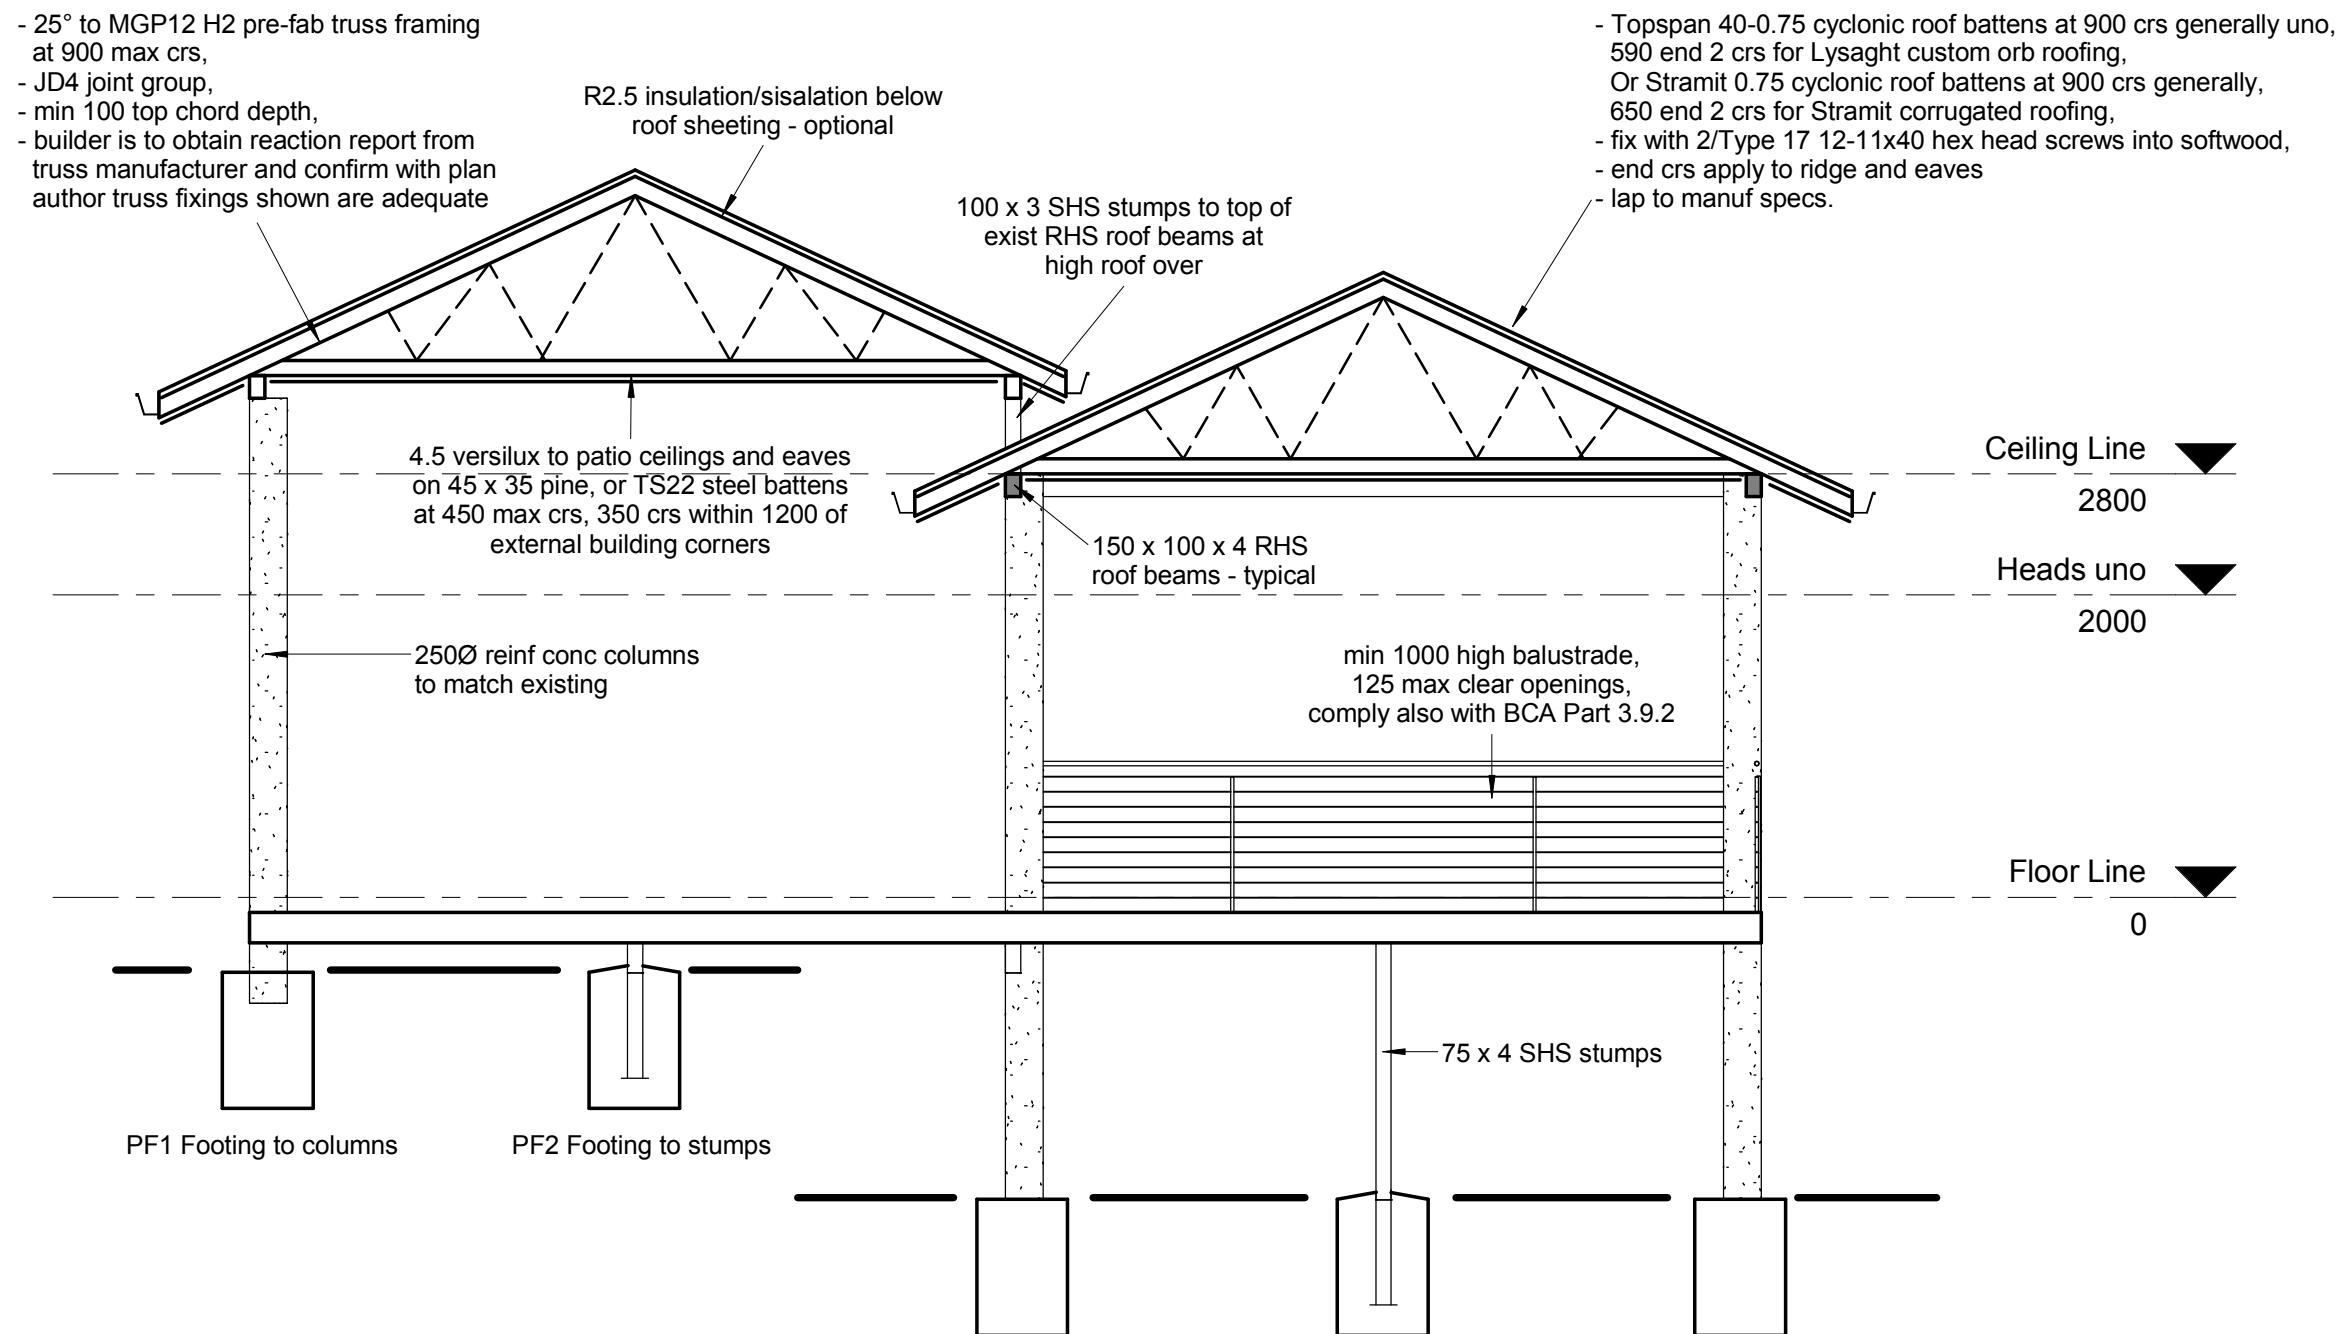 - 25° to MGP12 H2 pre-fab truss framing
at 900 max crs,
- JD4 joint group,
- min 100 top chord depth,
- builder is to obtain reaction report from
truss manufacturer and confirm with plan
author truss fixings shown are adequate
R2.5 insulation/sisalation below
roof sheeting - optional
100 x 3 SHS stumps to top of
exist RHS roof beams at
high roof over
- Topspan 40-0.75 cyclonic roof battens at 900 crs generally uno,
590 end 2 crs for Lysaght custom orb roofing,
Or Stramit 0.75 cyclonic roof battens at 900 crs generally,
650 end 2 crs for Stramit corrugated roofing,
- fix with 2/Type 17 12-11x40 hex head screws into softwood,
- end crs apply to ridge and eaves
- lap to manuf specs.
4.5 versilux to patio ceilings and eaves
on 45 x 35 pine, or TS22 steel battens
at 450 max crs, 350 crs within 1200 of
external building corners
150 x 100 x 4 RHS
roof beams - typical
Ceiling Line
2800
Heads uno
2000
250Ø reinf conc columns
to match existing
min 1000 high balustrade,
125 max clear openings,
comply also with BCA Part 3.9.2
Floor Line
0
75 x 4 SHS stumps
PF1 Footing to columns
PF2 Footing to stumps